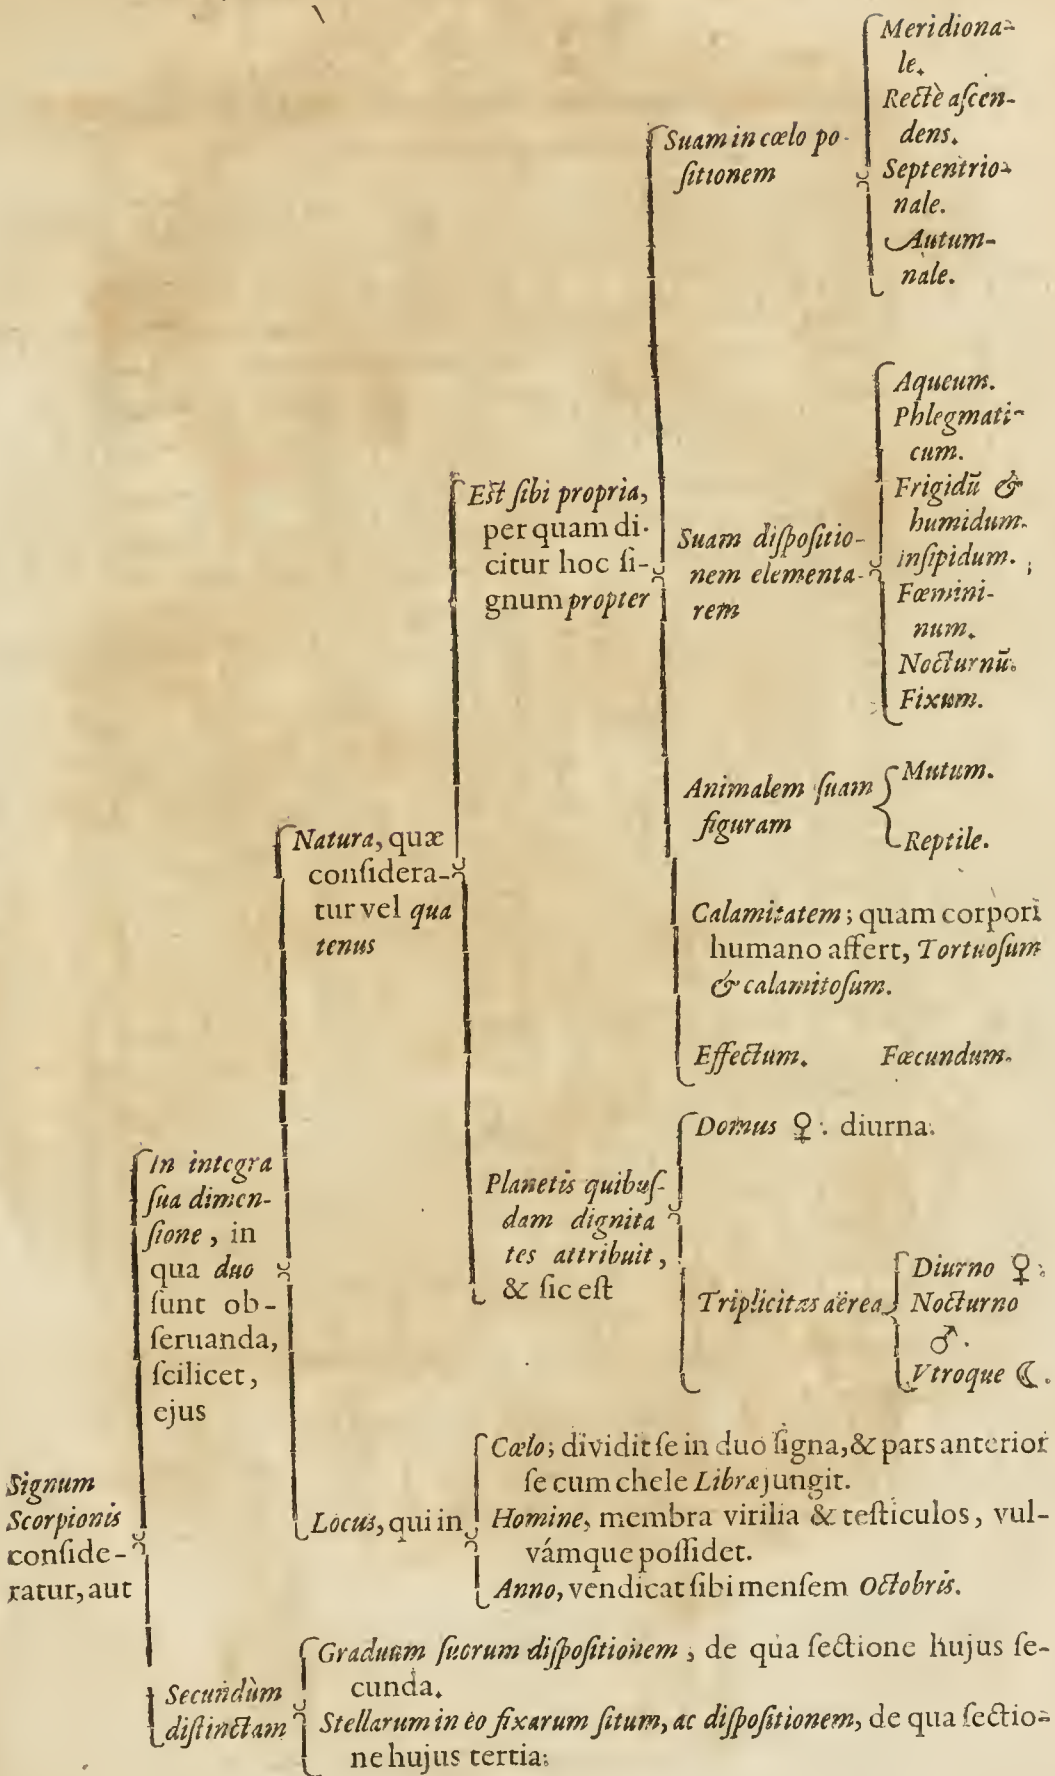 Signum
Scorpionis
conſide-
ratur, aut
In integra
ſua dimen-
ſione, in
qua duo
ſunt ob-
ſeruanda,
ſcilicet,
ejus
Natura, quæ
conſidera-
tur vel qua
tenus
Eſt ſibi propria,
per quam di-
citur hoc ſi-
gnum propter
Suam in cœlo po-
ſitionem
Meridiona-
le.
Rectè aſcen-
dens.
Septentrio-
nale.
Autum-
nale.
Suam diſpoſitio-
nem elementa-
rem
Aqueum.
Phlegmati-
cum.
Frigidū &
humidum.
inſipidum.
Fœmini-
num.
Nocturnū.
Fixum.
Animalem ſuam
figuram
Mutum.
Reptile.
Calamitatem; quam corpori
humano affert, Tortuoſum
& calamitoſum.
Effectum. Fœcundum.
Planetis quibuſ-
dam dignita
tes attribuit,
& ſic eſt
Domus ♀. diurna.
Triplicitas aërea
Diurno ♀.
Nocturno
♂.
Vtroque ☾.
Locus, qui in
Cœlo; dividit ſe in duo ſigna, & pars anterior
ſe cum chele Libræ jungit.
Homine, membra virilia & teſticulos, vul-
vámque poſſidet.
Anno, vendicat ſibi menſem Octobris.
Secundùm
diſtinctam
Graduum ſuorum diſpoſitionem, de qua ſectione hujus ſe-
cunda.
Stellarum in eo fixarum ſitum, ac diſpoſitionem, de qua ſectio-
ne hujus tertia.